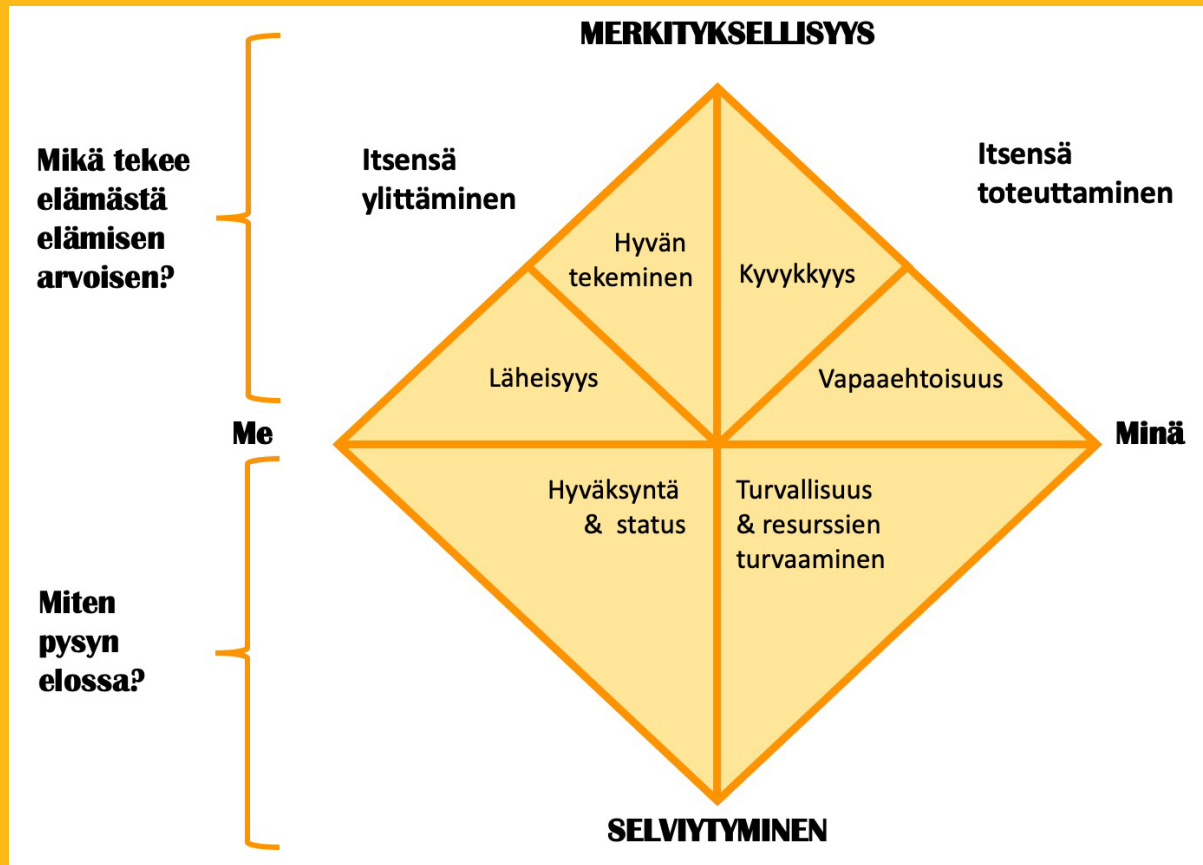 MERKITYKSELLISYYS
Mikä tekee
elämästä
elämisen
arvoisen?
Itsensä
ylittäminen
Itsensä
toteuttaminen
Hyvän
tekeminen
Kyvykkyys
Läheisyys
Vapaaehtoisuus
Me
Minä
Hyväksyntä
& status
Turvallisuus
& resurssien
turvaaminen
Miten
pysyn
elossa?
SELVIYTYMINEN